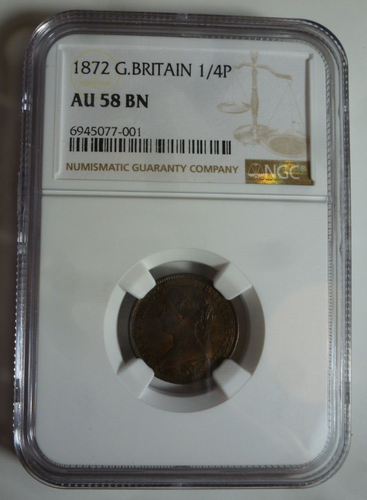 1872 G.BRITAIN 1/4P
AU 58 BN
6945077-001
NUMISMATIC GUARANTY COMPANY
NGC